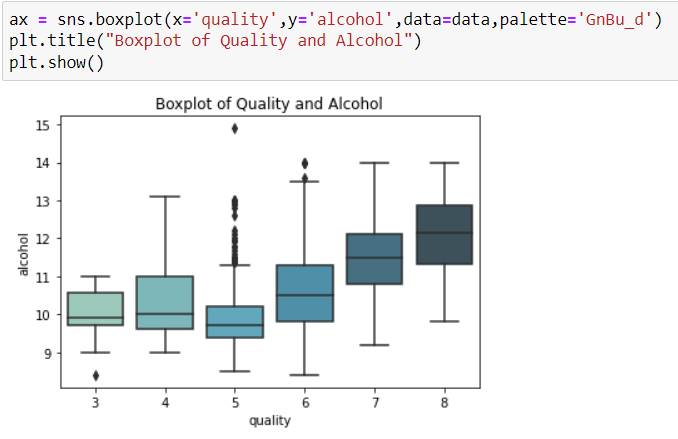 ax = sns.boxplot(x='quality',y='alcohol',data=data,palette='GnBu_d')
plt.title("Boxplot of Quality and Alcohol")
plt.show()
Boxplot of Quality and Alcohol
15
14
13
12
11
10
9
alcohol
3 4 5 6 7 8
quality